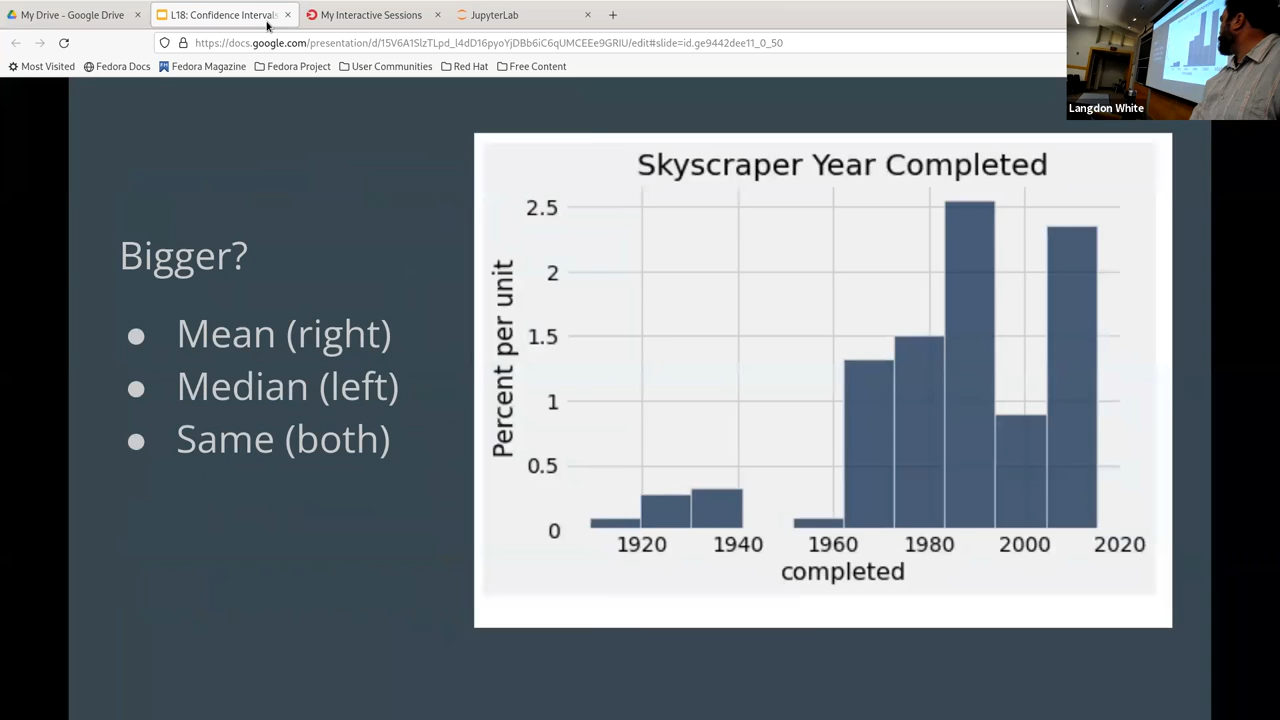 My Drive - Google Drive
L18: Confidence Intervals
My Interactive Sessions
JupyterLab
https://docs.google.com/presentation/d/15V6A1SlzTLpd_l4dD16pyoYjDBb6iC6qUMCEEe9GRIU/edit#slide=id.ge9442dee11_0_50
Most Visited
Fedora Docs
Fedora Magazine
Fedora Project
User Communities
Red Hat
Free Content
Langdon White
Bigger?
● Mean (right)
● Median (left)
● Same (both)
Skyscraper Year Completed
Percent per unit
2.5
2
1.5
1
0.5
0
1920 1940 1960 1980 2000 2020
completed